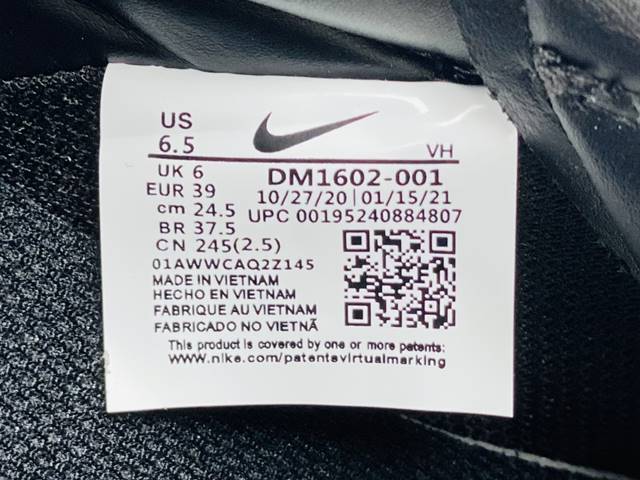 US
6.5
VH
UK 6
DM1602-001
EUR 39
10/27/20 | 01/15/21
cm 24.5
UPC 00195240884807
BR 37.5
CN 245(2.5)
01AWWCAQ2Z145
MADE IN VIETNAM
HECHO EN VIETNAM
FABRIQUE AU VIETNAM
FABRICADO NO VIETNÃ
This product is covered by one or more patents:
www.nike.com/patentsvirtualmarking